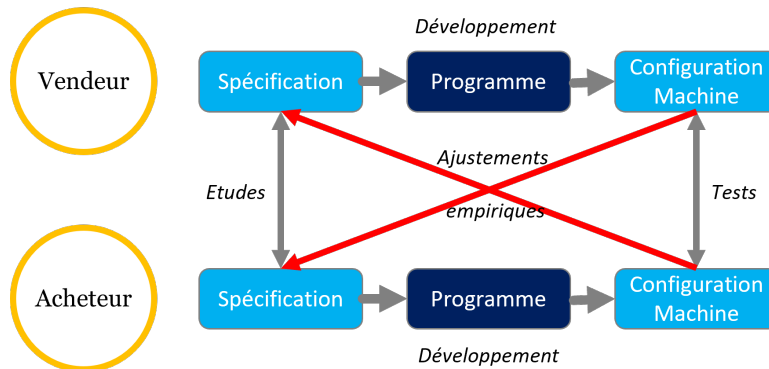 Développement
Vendeur
Spécification
Programme
Configuration
Machine
Ajustements
Etudes
Tests
empiriques
Acheteur
Spécification
Programme
Configuration
Machine
Développement